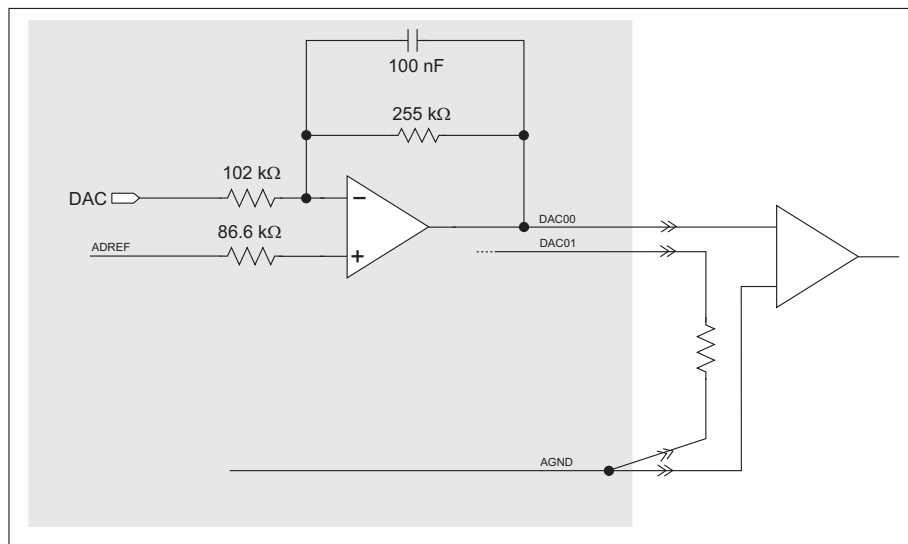 100 nF
255 kΩ
102 kΩ
DAC
−
86.6 kΩ
ADREF
+
DAC00
DAC01
AGND